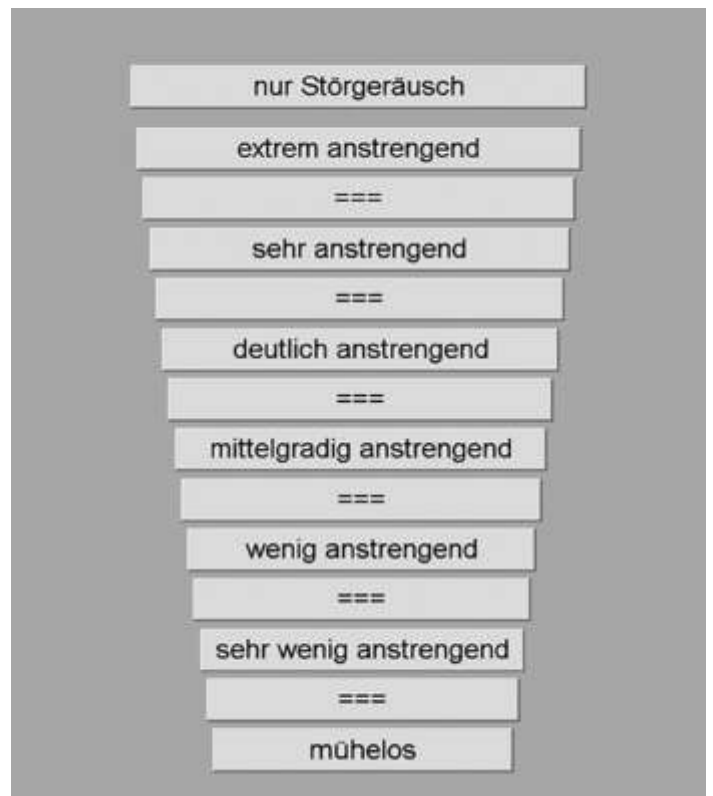 nur Störgeräusch
extrem anstrengend
===
sehr anstrengend
===
deutlich anstrengend
===
mittelgradig anstrengend
===
wenig anstrengend
===
sehr wenig anstrengend
===
mühelos